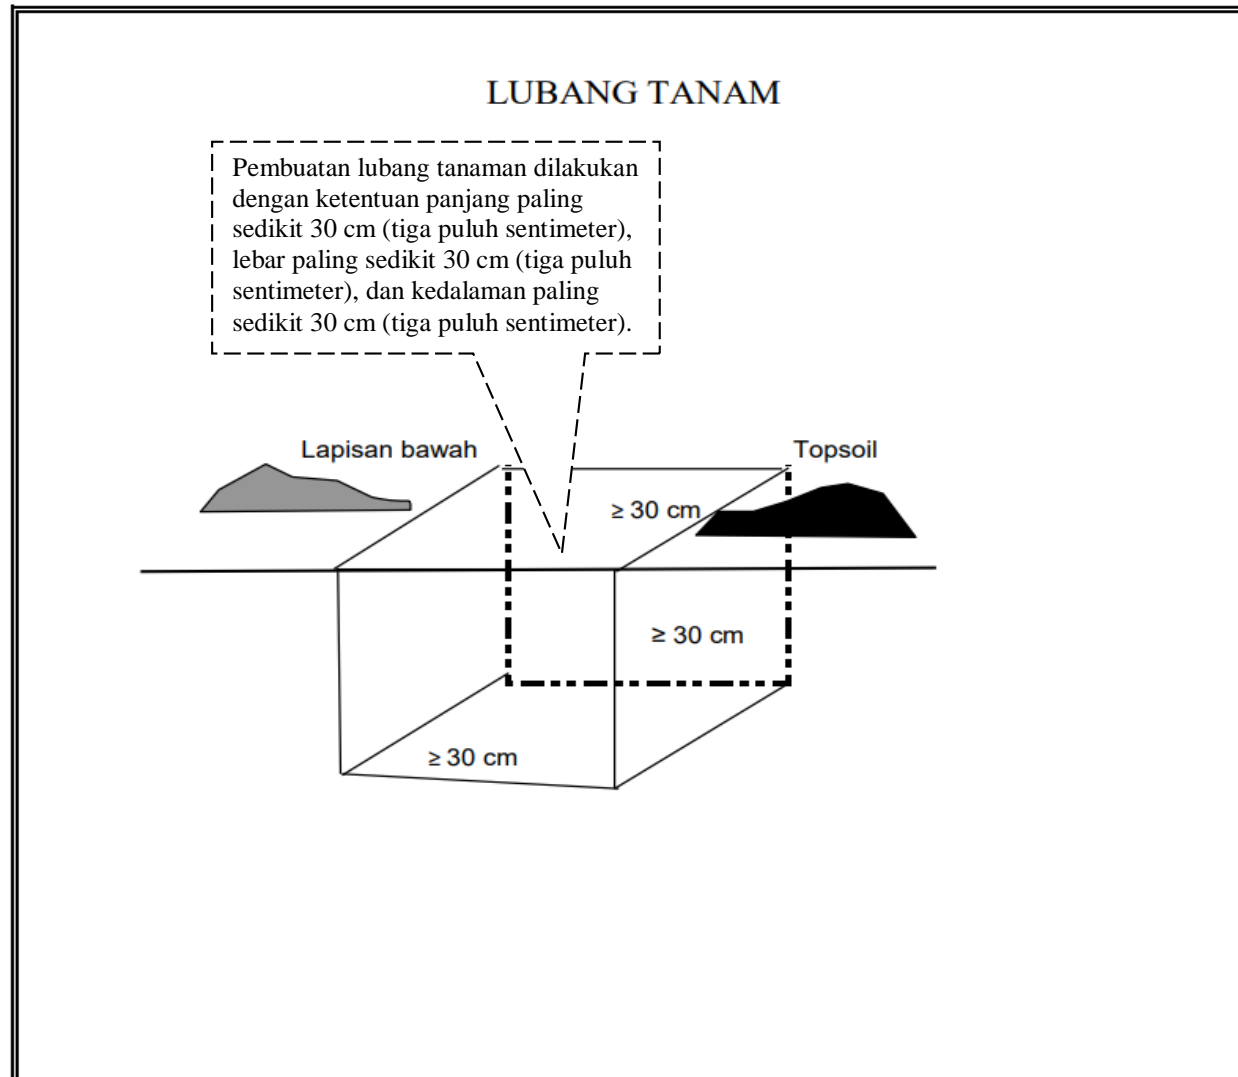 LUBANG TANAM
Pembuatan lubang tanaman dilakukan
dengan ketentuan panjang paling
sedikit 30 cm (tiga puluh sentimeter),
lebar paling sedikit 30 cm (tiga puluh
sentimeter), dan kedalaman paling
sedikit 30 cm (tiga puluh sentimeter).
Lapisan bawah
Topsoil
≥ 30 cm
≥ 30 cm
≥ 30 cm